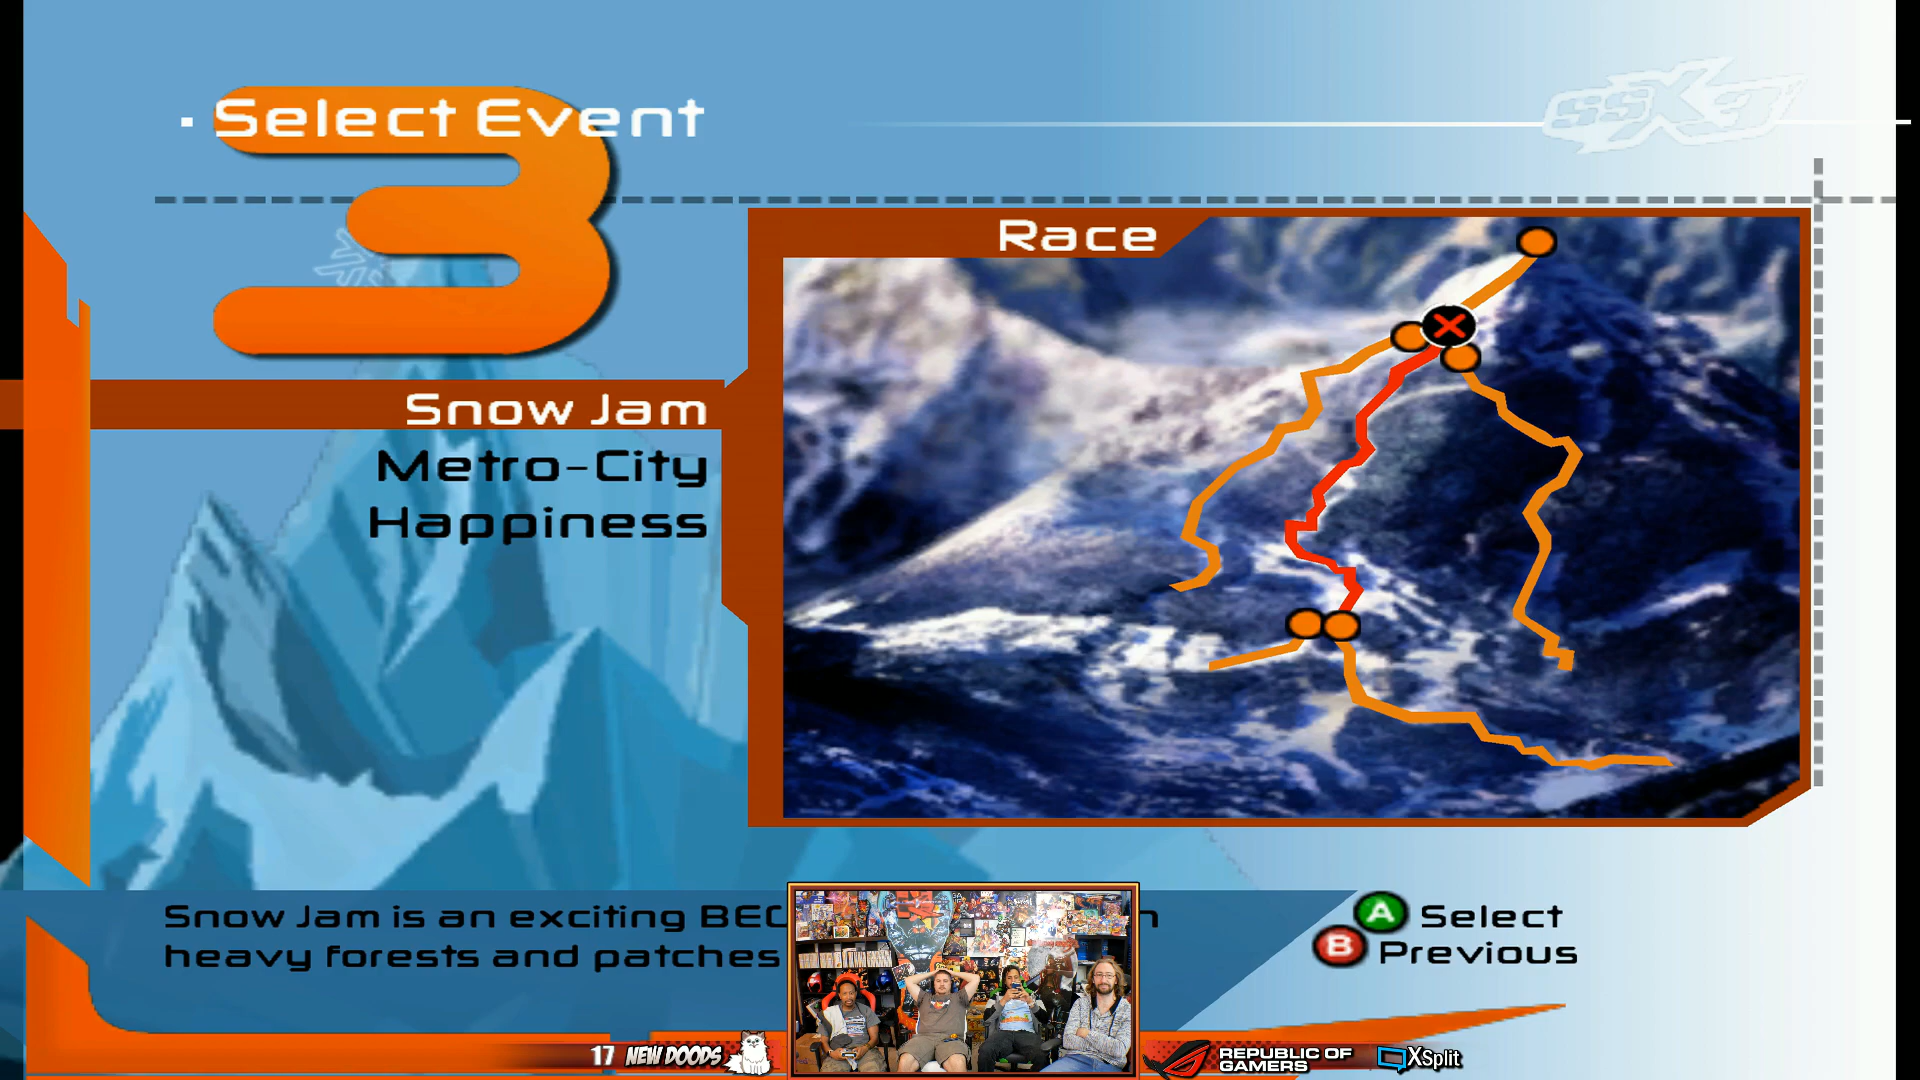 Select Event
SSX 3
Race
Snow Jam
Metro-City
Happiness
Snow Jam is an exciting
heavy forests and patches
A Select
B Previous
17 NEW DOODS
REPUBLIC OF
GAMERS
XSplit